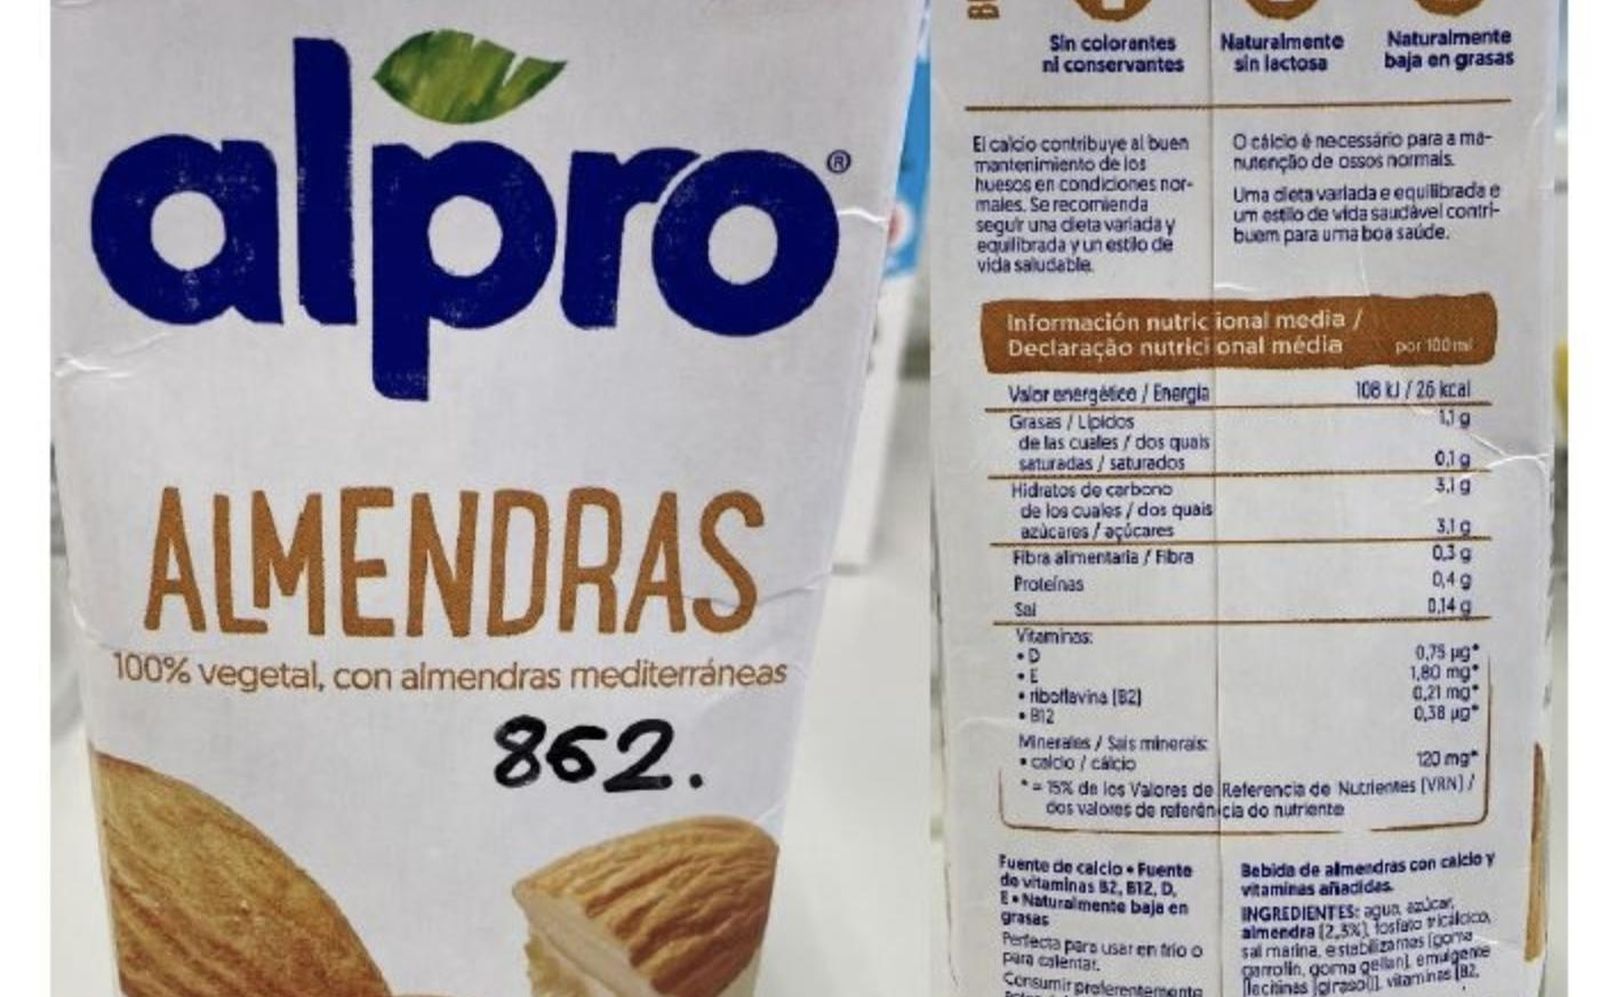 alpro®
ALMENDRAS
100% vegetal, con almendras mediterráneas
862.
Sin colorantes
ni conservantes
Naturalmente
sin lactosa
Naturalmente
baja en grasas
El calcio contribuye al buen
mantenimiento de los
huesos en condiciones nor-
males. Se recomienda
seguir una dieta variada y
equilibrada y un estilo de
vida saludable.
O cálcio é necessário para a ma-
nutenção de ossos normais.
Uma dieta variada e equilibrada e
um estilo de vida saudável contri-
buem para uma boa saúde.
Información nutricional media /
Declaração nutricional média por 100ml
Valor energético / Energia 108 kJ / 26 kcal
Grasas / Lípidos 1,1 g
de las cuales / dos quais
saturadas / saturados 0,1 g
Hidratos de carbono 3,1 g
de los cuales / dos quais
azúcares / açúcares 3,1 g
Fibra alimentaria / Fibra 0,3 g
Proteínas 0,4 g
Sal 0,14 g
Vitaminas:
• D 0,75 µg*
• E 1,80 mg*
• riboflavina (B2) 0,21 mg*
• B12 0,38 µg*
Minerales / Sais minerais:
• calcio / cálcio 120 mg*
* = 15% de los Valores de Referencia de Nutrientes (VRN) /
dos valores de referência do nutriente
Fuente de calcio • Fuente
de vitaminas B2, B12, D,
E • Naturalmente baja en
grasas
Perfecta para usar en frío o
para calentar.
Consumir preferentemente
Bebida de almendras con calcio y
vitaminas añadidas.
INGREDIENTES: agua, azúcar,
almendra (2,3%), fosfato tricálcico,
sal marina, estabilizantes (goma
garrofín, goma gellan), emulgente
(lecitinas (girasol)), vitaminas (B2,